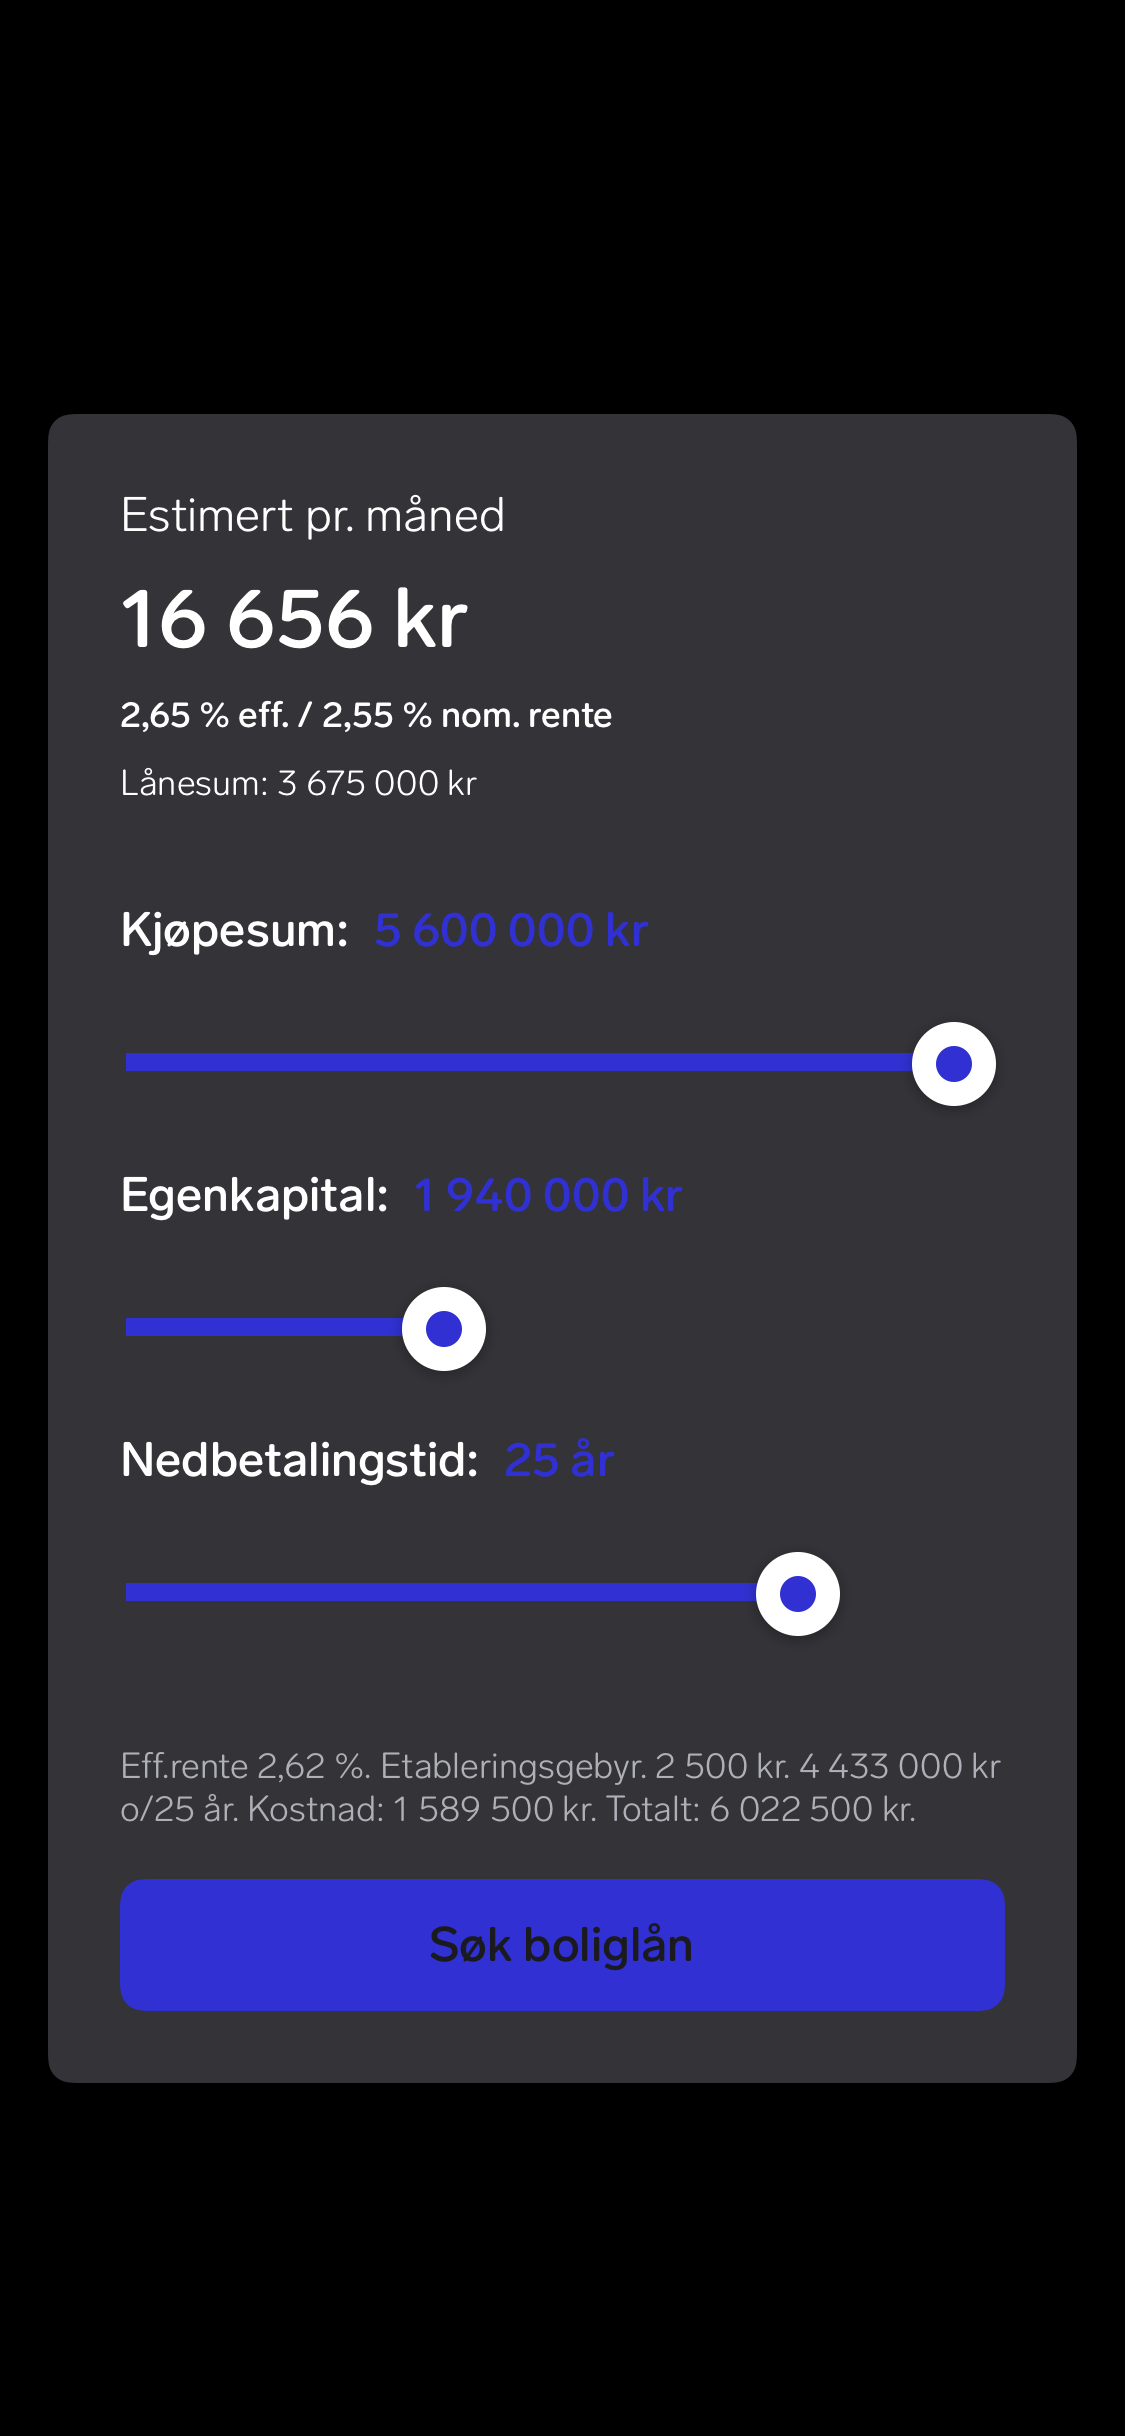 Estimert pr. måned
16 656 kr
2,65 % eff. / 2,55 % nom. rente
Lånesum: 3 675 000 kr
Kjøpesum: 5 600 000 kr
Egenkapital: 1 940 000 kr
Nedbetalingstid: 25 år
Eff.rente 2,62 %. Etableringsgebyr. 2 500 kr. 4 433 000 kr
o/25 år. Kostnad: 1 589 500 kr. Totalt: 6 022 500 kr.
Søk boliglån